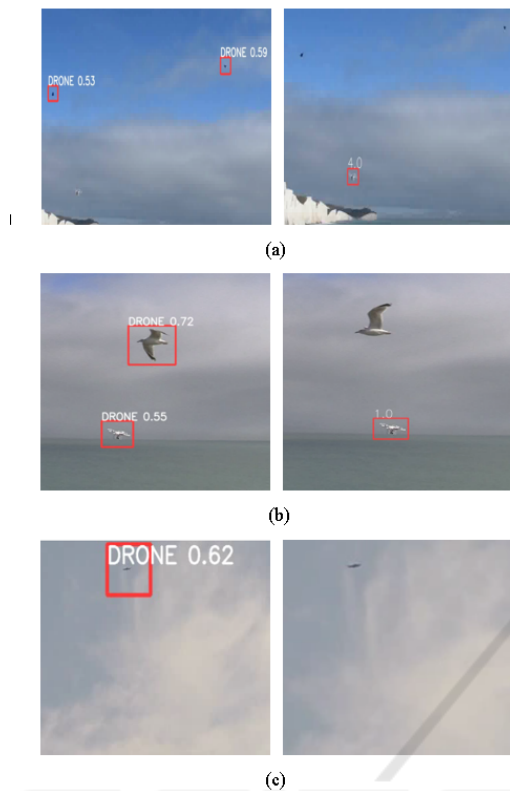 DRONE 0.59
DRONE 0.53
4.0
(a)
DRONE 0.72
DRONE 0.55
1.0
(b)
DRONE 0.62
(c)